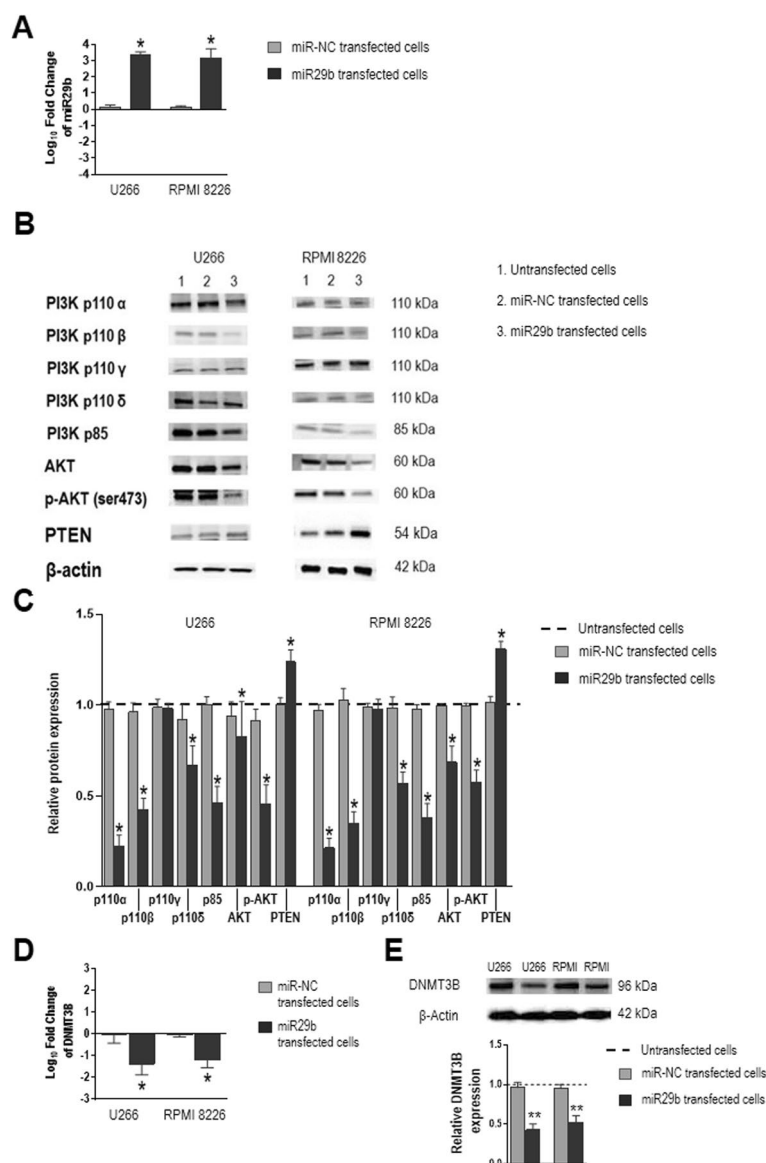 A
Log10 Fold Change
of miR29b
4
3
2
1
0
-1
-2
-3
-4
*
*
U266
RPMI 8226
miR-NC transfected cells
miR29b transfected cells
B
U266
RPMI 8226
1 2 3
1 2 3
1. Untransfected cells
2. miR-NC transfected cells
3. miR29b transfected cells
PI3K p110 α
110 kDa
PI3K p110 β
110 kDa
PI3K p110 γ
110 kDa
PI3K p110 δ
110 kDa
PI3K p85
85 kDa
AKT
60 kDa
p-AKT (ser473)
60 kDa
PTEN
54 kDa
β-actin
42 kDa
C
Relative protein expression
1.5
1.0
0.5
0.0
U266
RPMI 8226
* * * * * * *
* * * * * * *
p110α p110γ p85 p-AKT
p110β p110δ AKT PTEN
p110α p110γ p85 p-AKT
p110β p110δ AKT PTEN
Untransfected cells
miR-NC transfected cells
miR29b transfected cells
D
Log10 Fold Change
of DNMT3B
3
2
1
0
-1
-2
-3
*
*
U266
RPMI 8226
miR-NC
transfected cells
miR29b
transfected cells
E
U266 U266 RPMI RPMI
DNMT3B
96 kDa
β-Actin
42 kDa
Relative DNMT3B
expression
1.0
0.5
0.0
**
**
Untransfected cells
miR-NC transfected cells
miR29b transfected cells